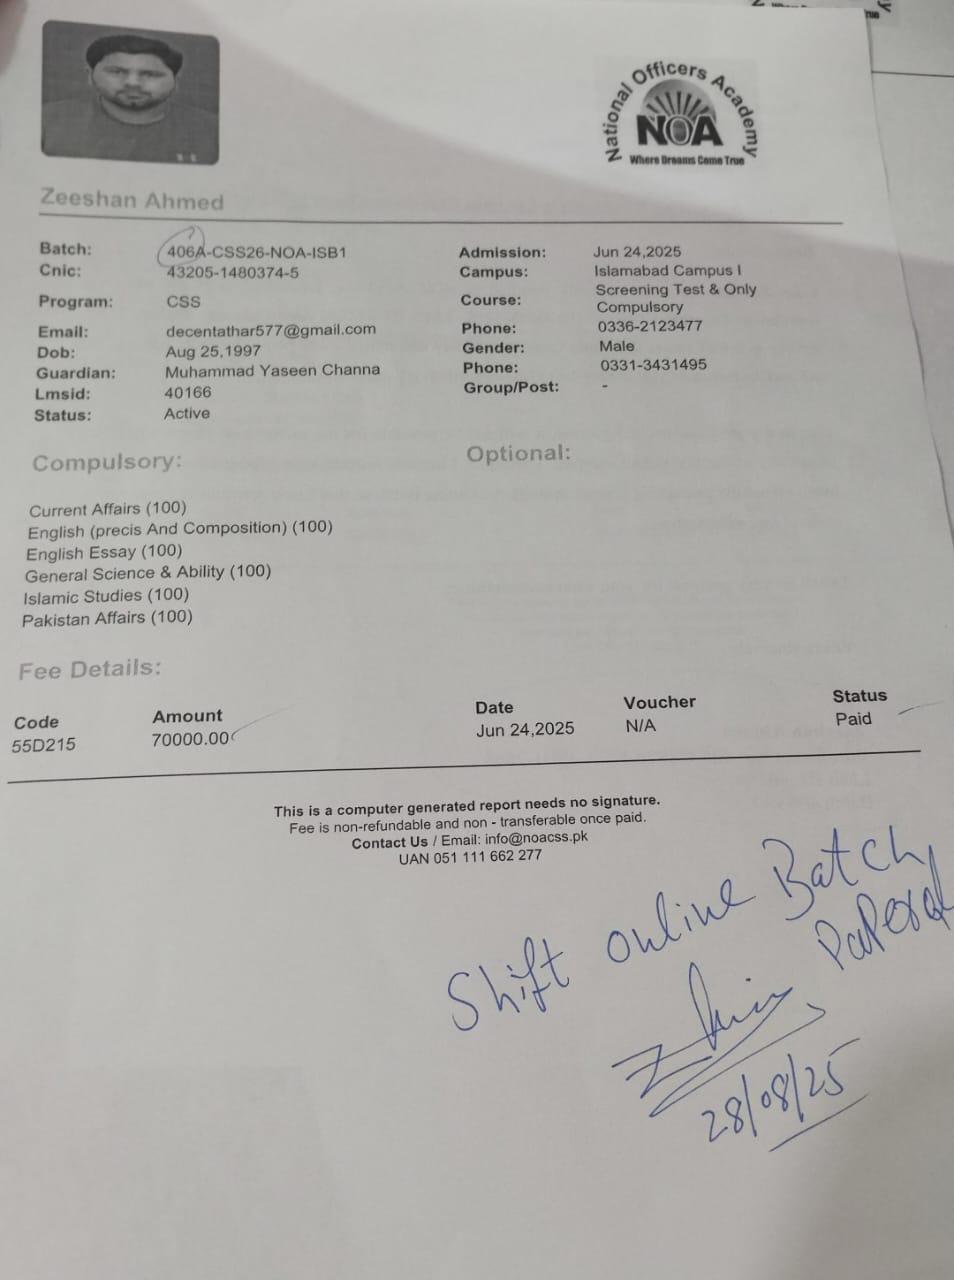 National Officers Academy
NOA
Where Dreams Come True
Zeeshan Ahmed
Batch: 406A-CSS26-NOA-ISB1
Cnic: 43205-1480374-5
Program: CSS
Email: decentathar577@gmail.com
Dob: Aug 25,1997
Guardian: Muhammad Yaseen Channa
Lmsid: 40166
Status: Active
Admission: Jun 24,2025
Campus: Islamabad Campus I
Course: Screening Test & Only
Compulsory
Phone: 0336-2123477
Gender: Male
Phone: 0331-3431495
Group/Post: -
Compulsory:
Current Affairs (100)
English (precis And Composition) (100)
English Essay (100)
General Science & Ability (100)
Islamic Studies (100)
Pakistan Affairs (100)
Optional:
Fee Details:
Code Amount Date Voucher Status
55D215 70000.00 Jun 24,2025 N/A Paid
This is a computer generated report needs no signature.
Fee is non-refundable and non - transferable once paid.
Contact Us / Email: info@noacss.pk
UAN 051 111 662 277
Shift online Batch
28/08/25